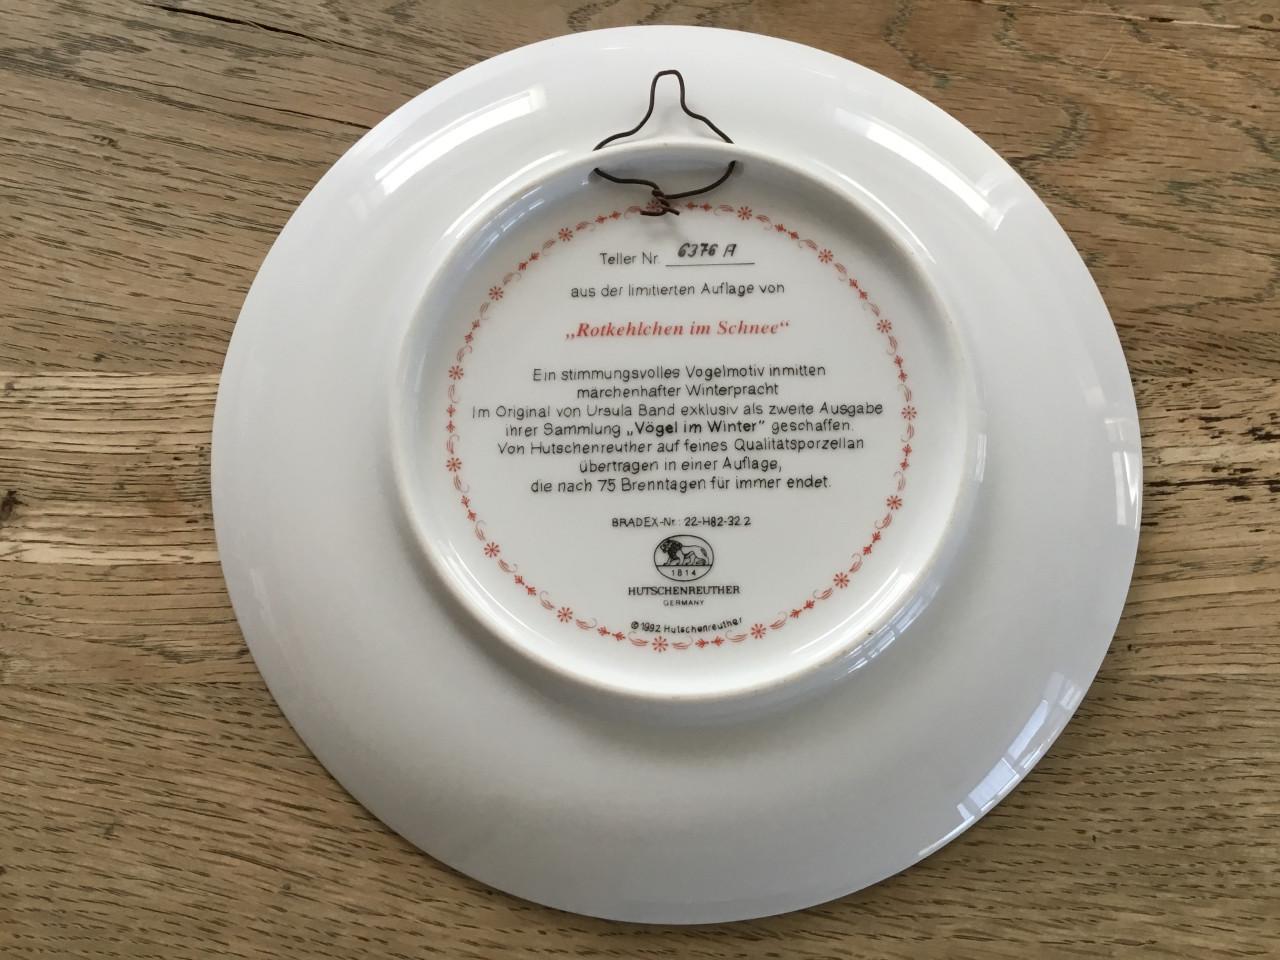 Teller Nr. 6376 A
aus der limitierten Auflage von
„Rotkehlchen im Schnee“
Ein stimmungsvolles Vogelmotiv inmitten
märchenhafter Winterpracht
Im Original von Ursula Band exklusiv als zweite Ausgabe
ihrer Sammlung „Vögel im Winter“ geschaffen.
Von Hutschenreuther auf feines Qualitätsporzellan
übertragen in einer Auflage,
die nach 75 Brenntagen für immer endet.
BRADEX-Nr.: 22-H82-32.2
1814
HUTSCHENREUTHER
GERMANY
©1992 Hutschenreuther